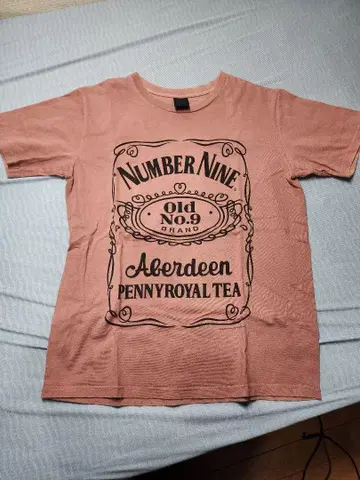 NUMBER NINE
Old
No.9
BRAND
Aberdeen
PENNYROYAL TEA